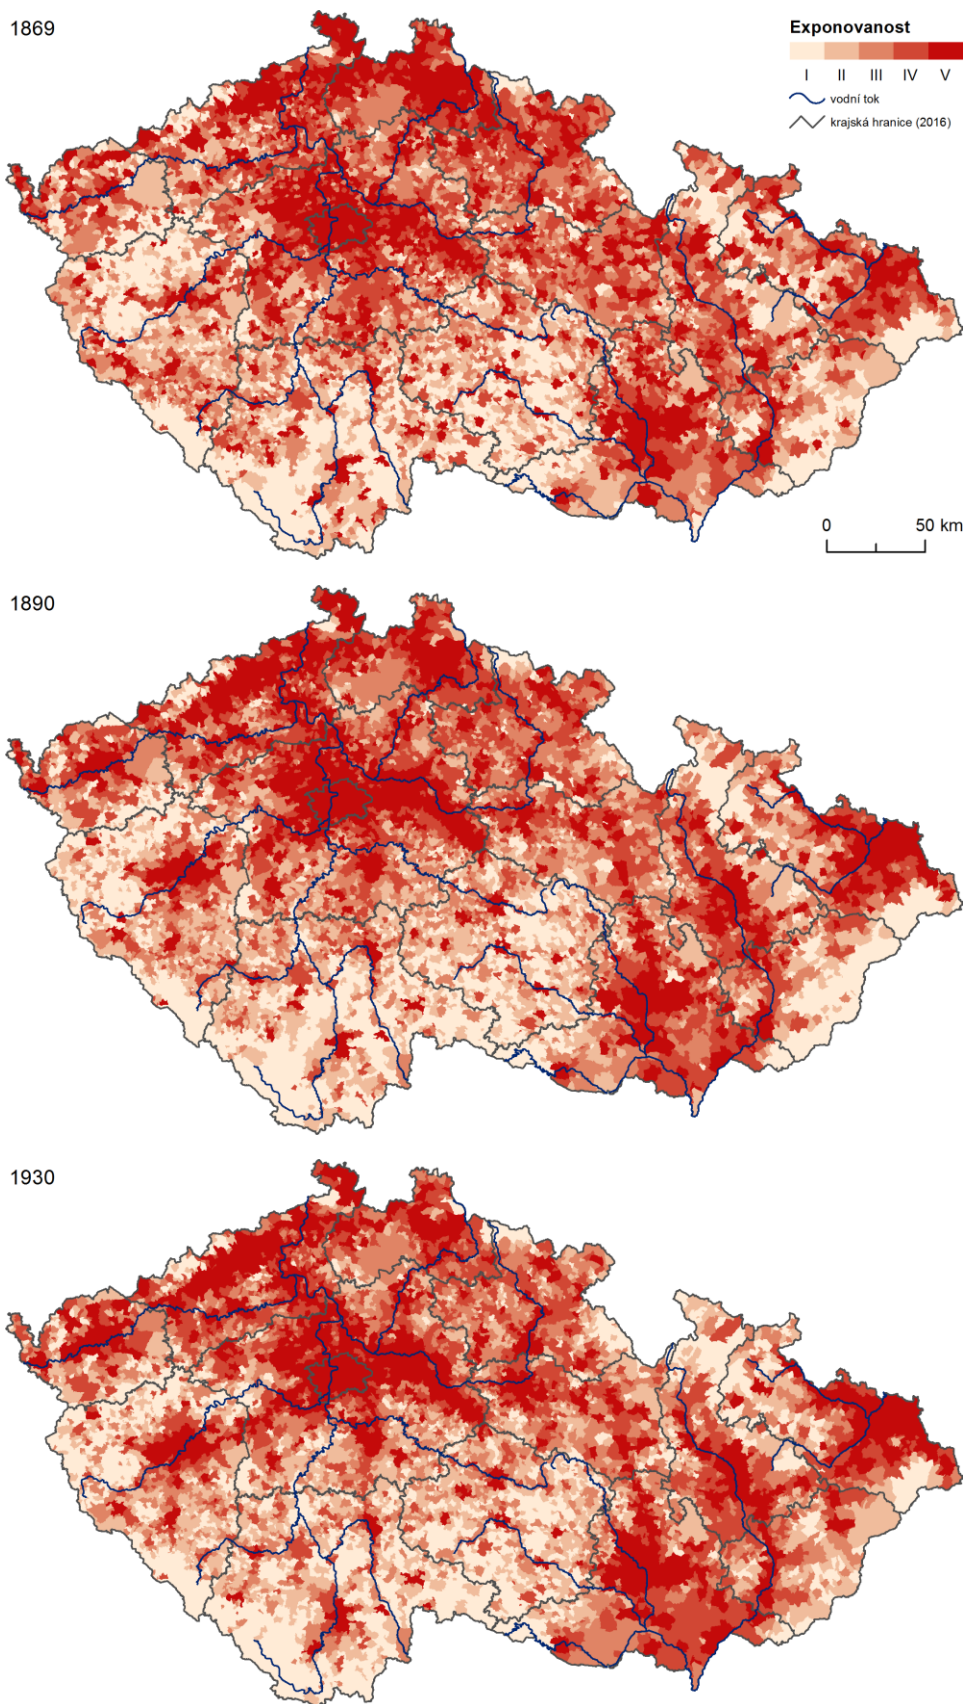 1869
Exponovanost
I II III IV V
vodní tok
krajská hranice (2016)
0 50 km
1890
1930